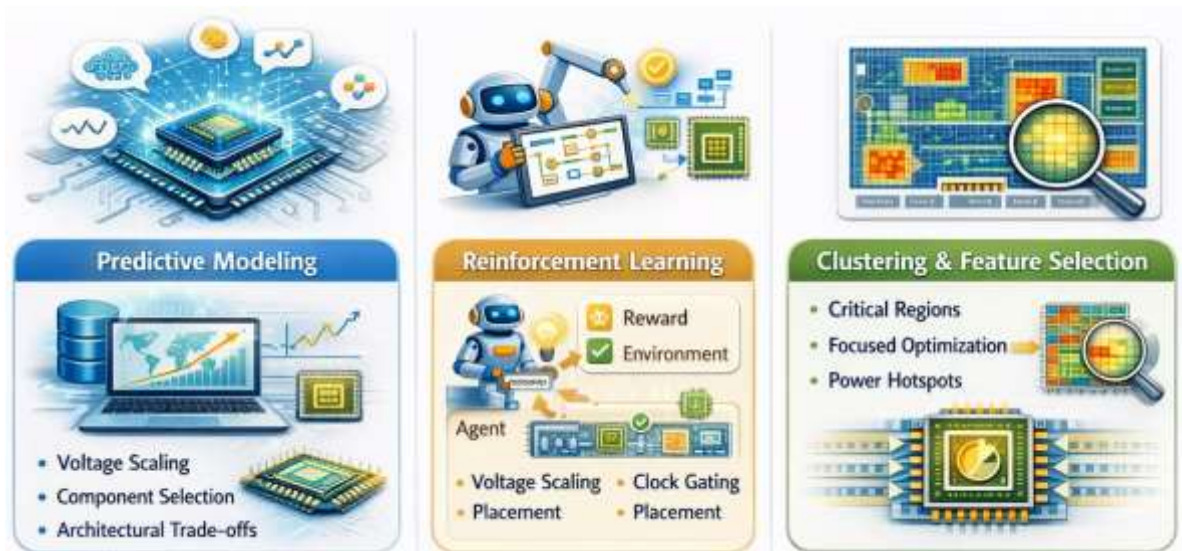 Predictive Modeling
• Voltage Scaling
• Component Selection
• Architectural Trade-offs
Reinforcement Learning
Reward
Environment
Agent
• Voltage Scaling
• Placement
• Clock Gating
• Placement
Clustering & Feature Selection
• Critical Regions
• Focused Optimization
• Power Hotspots